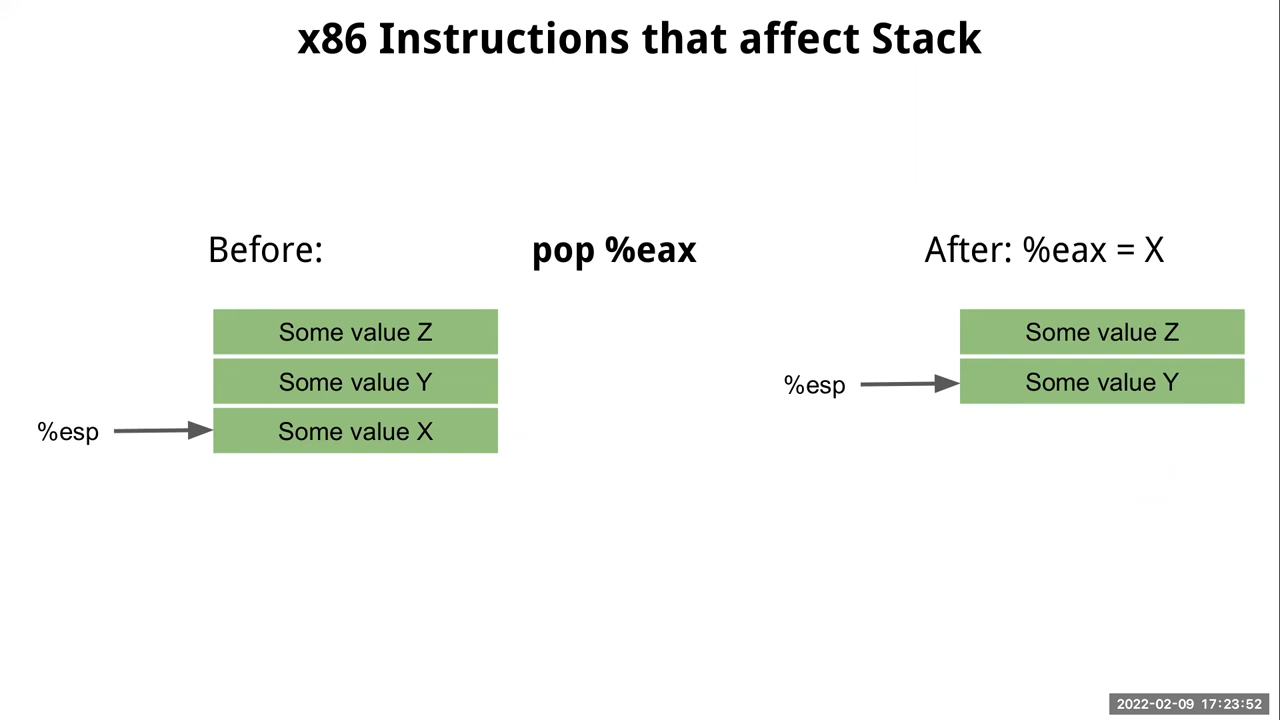 x86 Instructions that affect Stack
Before:
pop %eax
After: %eax = X
Some value Z
Some value Y
%esp
Some value X
Some value Z
%esp
Some value Y
2022-02-09 17:23:52